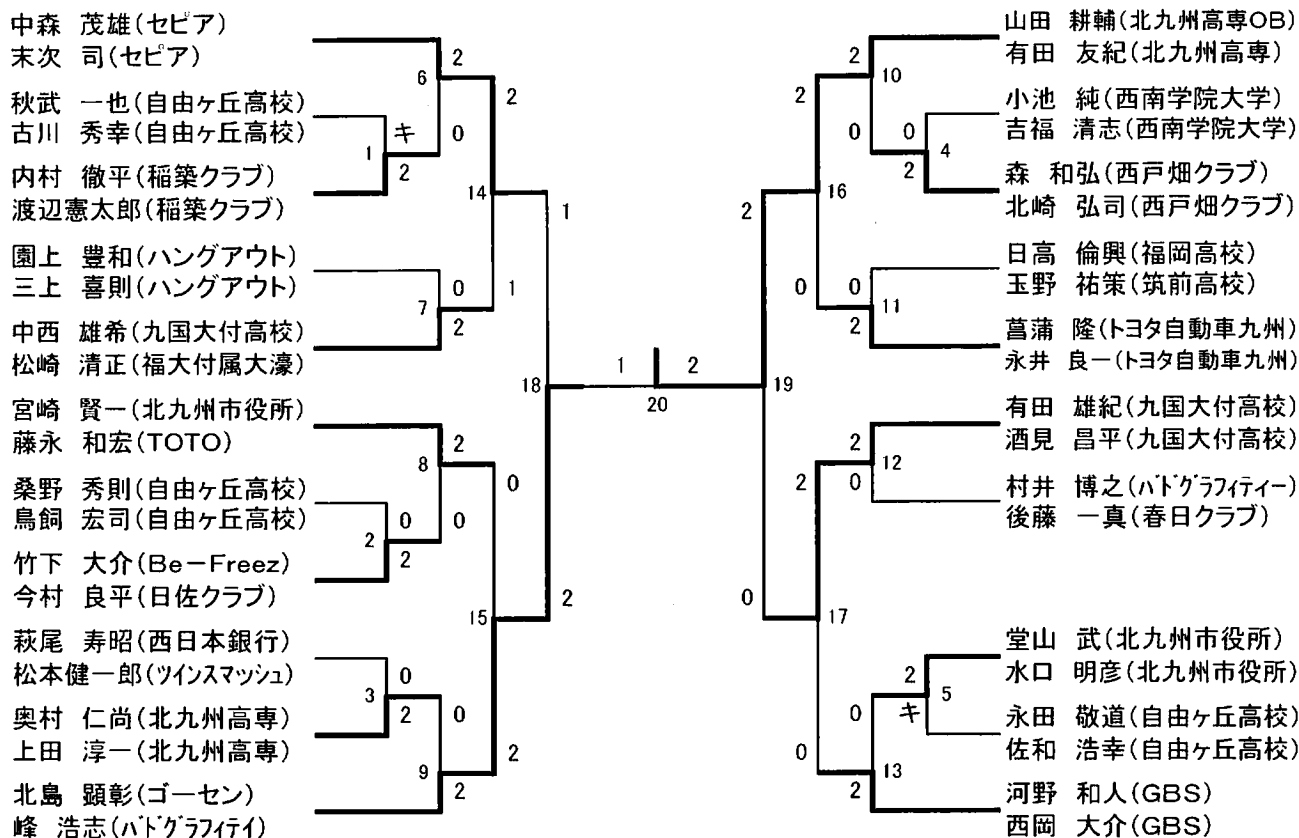 中森 茂雄(セピア)
末次 司(セピア)
秋武 一也(自由ヶ丘高校)
古川 秀幸(自由ヶ丘高校)
内村 徹平(稲築クラブ)
渡辺憲太郎(稲築クラブ)
園上 豊和(ハングアウト)
三上 喜則(ハングアウト)
中西 雄希(九国大付高校)
松崎 清正(福大付属大濠)
宮崎 賢一(北九州市役所)
藤永 和宏(TOTO)
桑野 秀則(自由ヶ丘高校)
鳥飼 宏司(自由ヶ丘高校)
竹下 大介(Be-Freez)
今村 良平(日佐クラブ)
萩尾 寿昭(西日本銀行)
松本健一郎(ツインスマッシュ)
奥村 仁尚(北九州高専)
上田 淳一(北九州高専)
北島 顕彰(ゴーセン)
峰 浩志(バドグラフィティ)
6 2
0
1 キ
2
14 2
1
7 0
2
18 1
2
8 2
0
2 0
2
15 0
2
3 0
2
9 0
2
1 2
20
19 2
0
16 2
0
10 2
0
4 0
2
11 0
2
17 2
0
12 2
0
13 0
2
5 2
キ
山田 耕輔(北九州高専OB)
有田 友紀(北九州高専)
小池 純(西南学院大学)
吉福 清志(西南学院大学)
森 和弘(西戸畑クラブ)
北崎 弘司(西戸畑クラブ)
日高 倫興(福岡高校)
玉野 祐策(筑前高校)
菖蒲 隆(トヨタ自動車九州)
永井 良一(トヨタ自動車九州)
有田 雄紀(九国大付高校)
酒見 昌平(九国大付高校)
村井 博之(バドグラフィティー)
後藤 一真(春日クラブ)
堂山 武(北九州市役所)
水口 明彦(北九州市役所)
永田 敬道(自由ヶ丘高校)
佐和 浩幸(自由ヶ丘高校)
河野 和人(GBS)
西岡 大介(GBS)